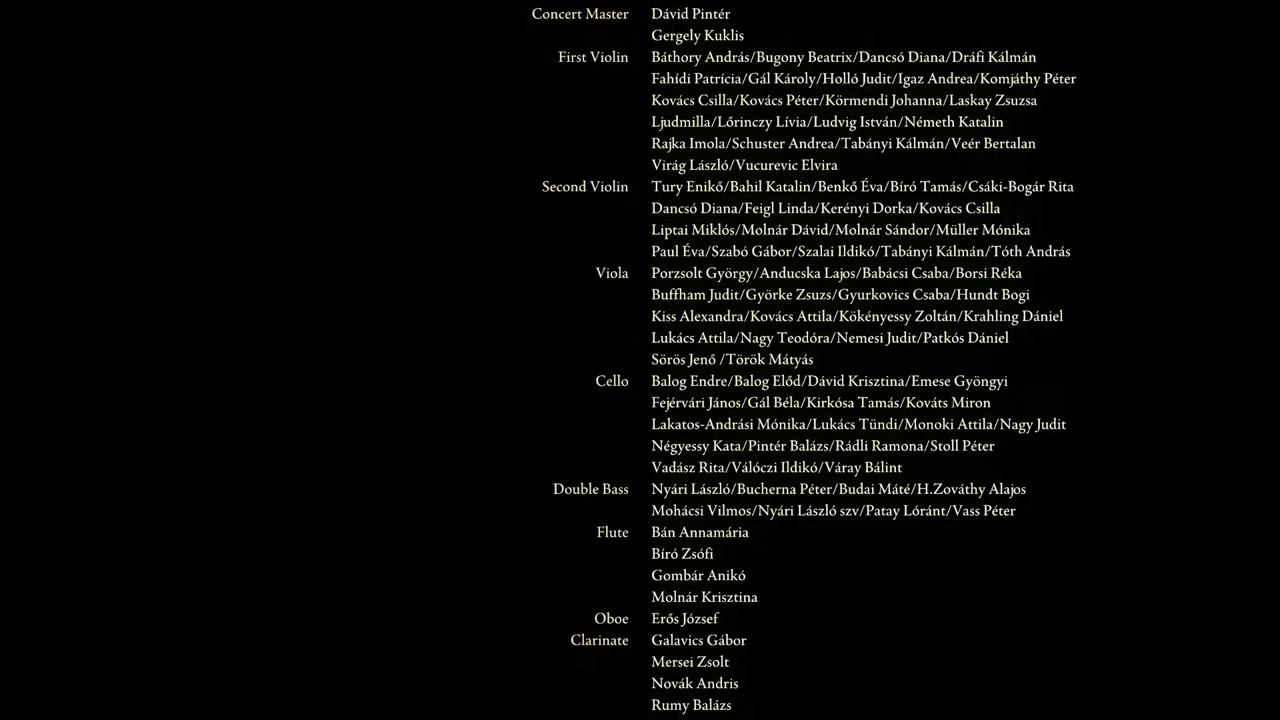 Concert Master Dávid Pintér
Gergely Kuklis
First Violin Báthory András/Bugony Beatrix/Dancsó Diana/Dráfi Kálmán
Fahídi Patrícia/Gál Károly/Holló Judit/Igaz Andrea/Komjáthy Péter
Kovács Csilla/Kovács Péter/Körmendi Johanna/Laskay Zsuzsa
Ljudmilla/Lőrinczy Lívia/Ludvig István/Németh Katalin
Rajka Imola/Schuster Andrea/Tabányi Kálmán/Veér Bertalan
Virág László/Vucurevic Elvira
Second Violin Tury Enikő/Bahil Katalin/Benkő Éva/Bíró Tamás/Csáki-Bogár Rita
Dancsó Diana/Feigl Linda/Kerényi Dorka/Kovács Csilla
Liptai Miklós/Molnár Dávid/Molnár Sándor/Müller Mónika
Paul Éva/Szabó Gábor/Szalai Ildikó/Tabányi Kálmán/Tóth András
Viola Porzsolt György/Anducska Lajos/Babácsi Csaba/Borsi Réka
Buffham Judit/Györke Zsuzs/Gyurkovics Csaba/Hundt Bogi
Kiss Alexandra/Kovács Attila/Kökényessy Zoltán/Krahling Dániel
Lukács Attila/Nagy Teodóra/Nemesi Judit/Patkós Dániel
Sörös Jenő /Török Mátyás
Cello Balog Endre/Balog Előd/Dávid Krisztina/Emese Gyöngyi
Fejérvári János/Gál Béla/Kirkósa Tamás/Kováts Miron
Lakatos-Andrási Mónika/Lukács Tündi/Monoki Attila/Nagy Judit
Négyessy Kata/Pintér Balázs/Rádli Ramona/Stoll Péter
Vadász Rita/Válóczi Ildikó/Váray Bálint
Double Bass Nyári László/Bucherna Péter/Budai Máté/H.Zováthy Alajos
Mohácsi Vilmos/Nyári László szv/Patay Lóránt/Vass Péter
Flute Bán Annamária
Bíró Zsófi
Gombár Anikó
Molnár Krisztina
Oboe Erős József
Clarinate Galavics Gábor
Mersei Zsolt
Novák Andris
Rumy Balázs